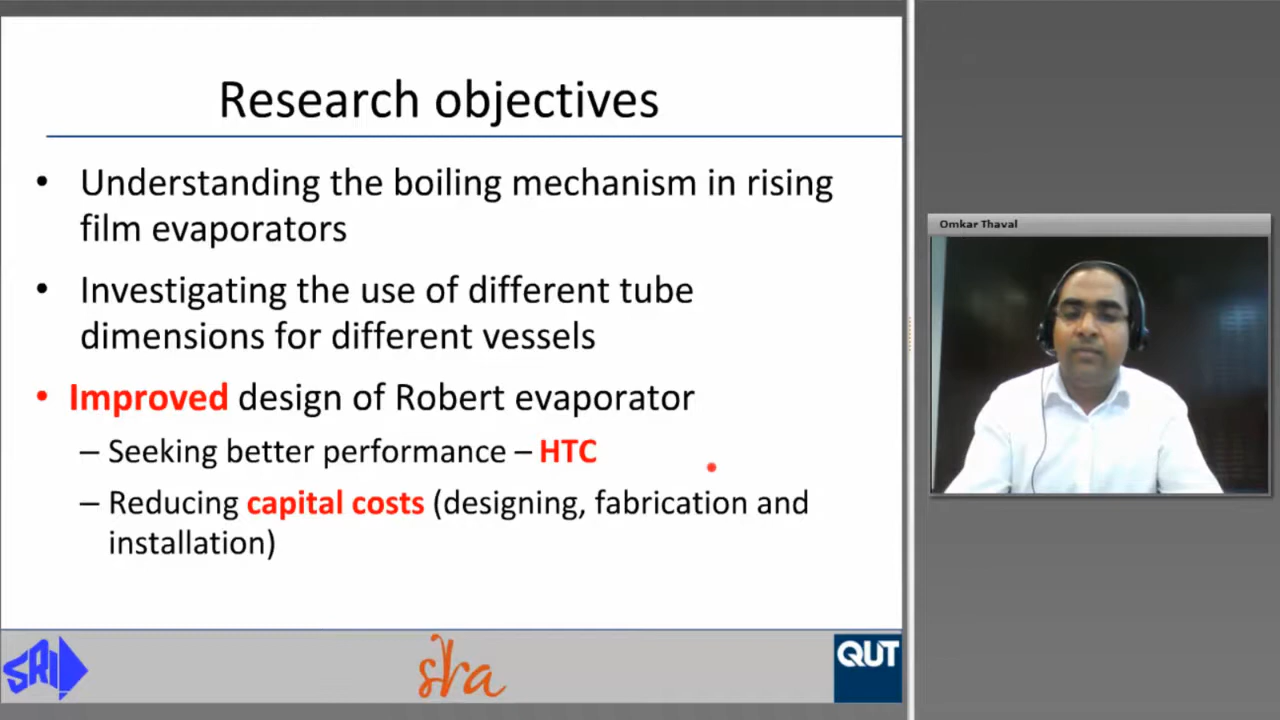 Research objectives
• Understanding the boiling mechanism in rising
film evaporators
• Investigating the use of different tube
dimensions for different vessels
• Improved design of Robert evaporator
– Seeking better performance – HTC
– Reducing capital costs (designing, fabrication and
installation)
SRI
sra
QUT
Omkar Thaval